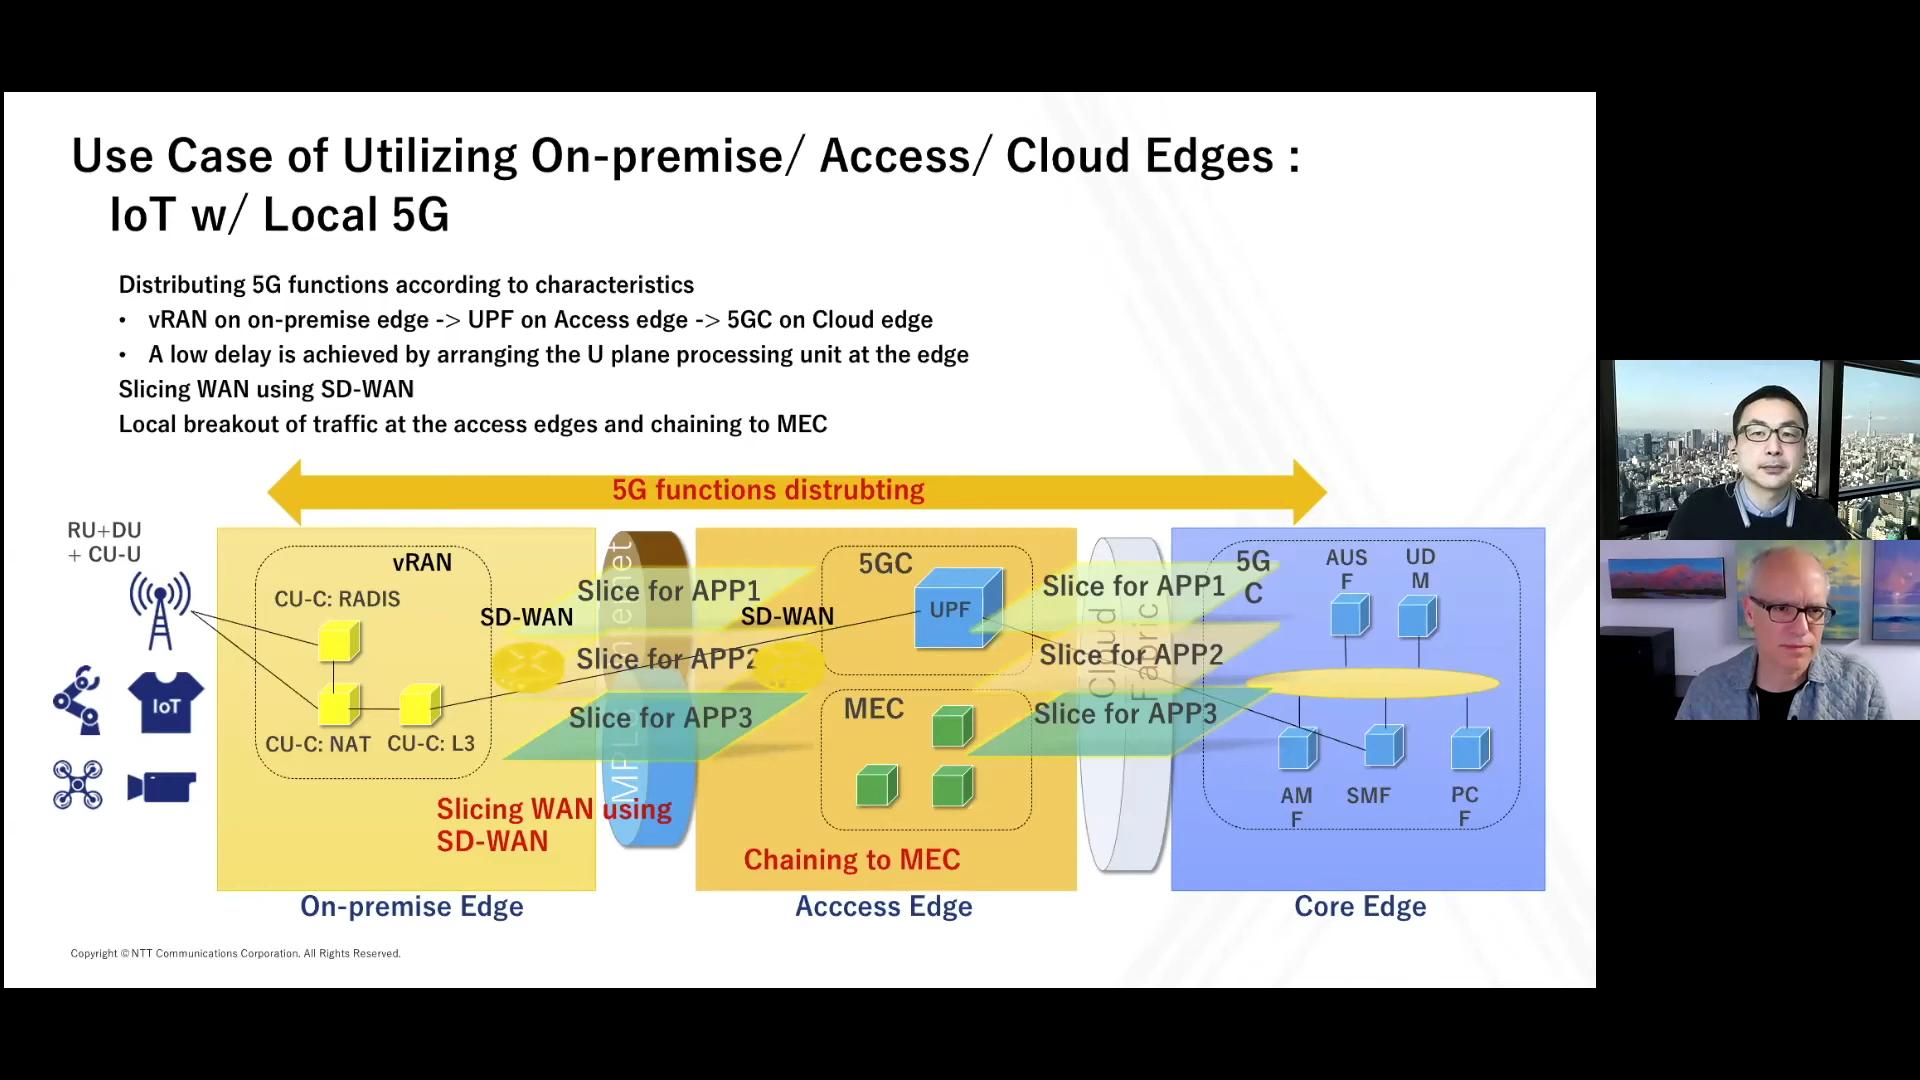 Use Case of Utilizing On-premise/ Access/ Cloud Edges :
IoT w/ Local 5G
Distributing 5G functions according to characteristics
• vRAN on on-premise edge -> UPF on Access edge -> 5GC on Cloud edge
• A low delay is achieved by arranging the U plane processing unit at the edge
Slicing WAN using SD-WAN
Local breakout of traffic at the access edges and chaining to MEC
5G functions distrubting
RU+DU
+ CU-U
IoT
vRAN
CU-C: RADIS
CU-C: NAT
CU-C: L3
SD-WAN
Slice for APP1
Slice for APP2
Slice for APP3
SD-WAN
Slicing WAN using
SD-WAN
5GC
UPF
MEC
Chaining to MEC
Slice for APP1
Slice for APP2
Slice for APP3
Cloud
Fabric
5G
C
AUS
F
UD
M
AM
F
SMF
PC
F
On-premise Edge
Acccess Edge
Core Edge
Copyright © NTT Communications Corporation. All Rights Reserved.